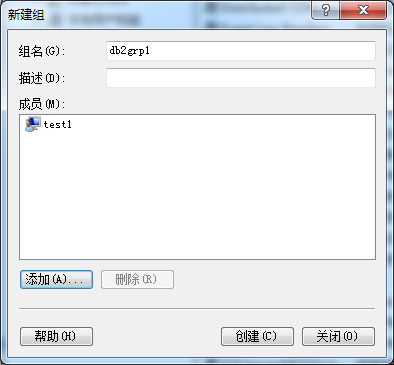 新建组
组名(G):
db2grp1
描述(D):
成员(M):
test1
添加(A)...
删除(R)
帮助(H)
创建(C)
关闭(O)